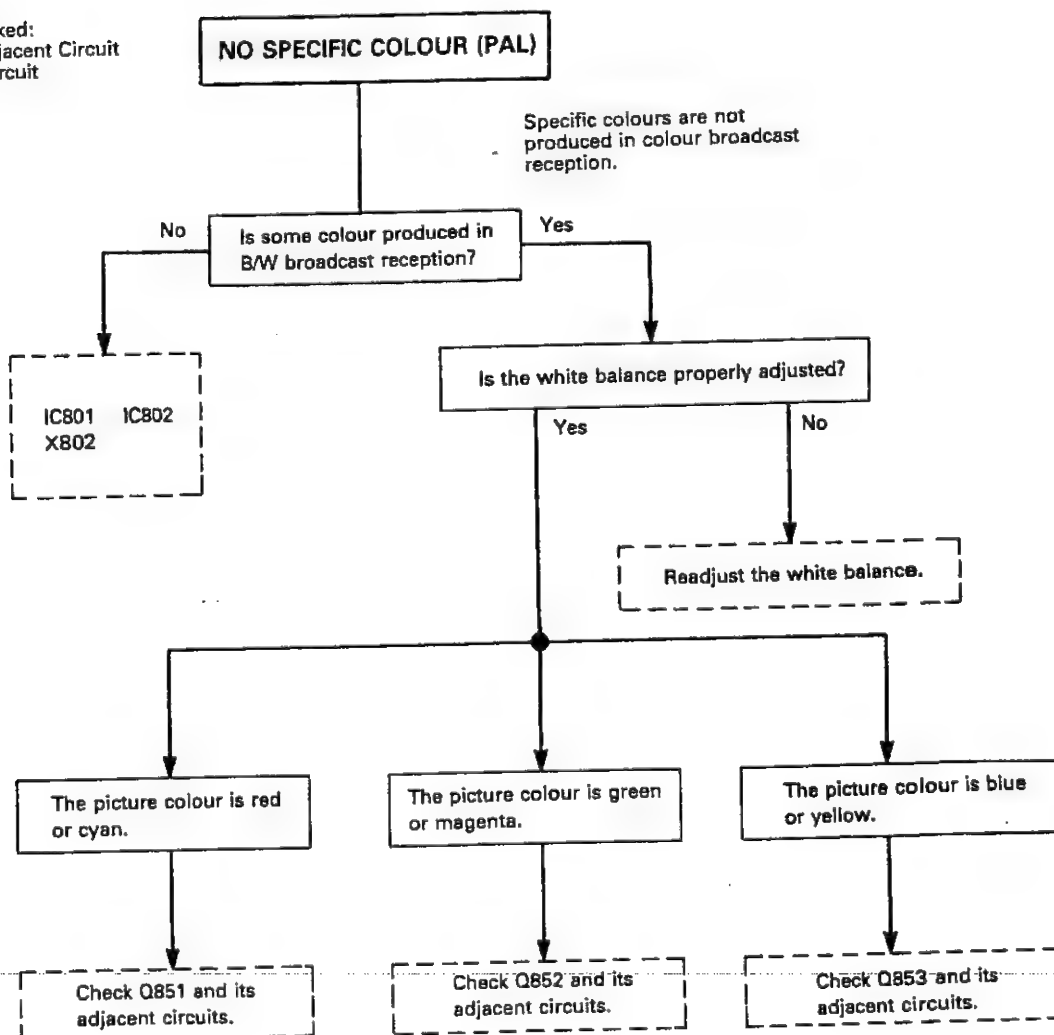 NO SPECIFIC COLOUR (PAL)
jacent Circuit
Specific colours are not
produced in colour broadcast
reception.
No
Is some colour produced in
B/W broadcast reception?
Yes
IC801 IC802
X802
Is the white balance properly adjusted?
Yes
No
Readjust the white balance.
The picture colour is red
or cyan.
The picture colour is green
or magenta.
The picture colour is blue
or yellow.
Check Q851 and its
adjacent circuits.
Check Q852 and its
adjacent circuits.
Check Q853 and its
adjacent circuits.